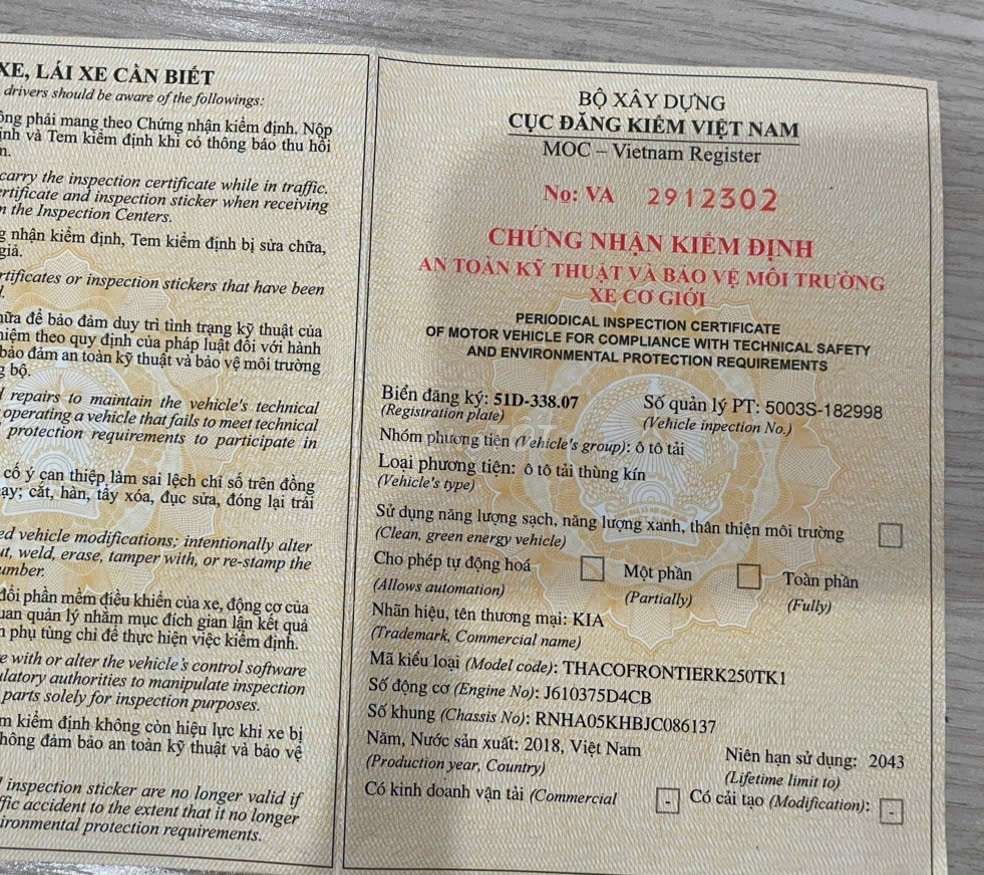 XE, LÁI XE CẦN BIẾT
drivers should be aware of the followings:
ông phải mang theo Chứng nhận kiểm định. Nộp
ịnh và Tem kiểm định khi có thông báo thu hồi
n.
carry the inspection certificate while in traffic.
ertificate and inspection sticker when receiving
n the Inspection Centers.
g nhận kiểm định, Tem kiểm định bị sửa chữa,
giả.
rtificates or inspection stickers that have been
l.
hữa để bảo đảm duy trì tình trạng kỹ thuật của
hiệm theo quy định của pháp luật đối với hành
bảo đảm an toàn kỹ thuật và bảo vệ môi trường
g bộ.
d repairs to maintain the vehicle's technical
operating a vehicle that fails to meet technical
protection requirements to participate in
cố ý can thiệp làm sai lệch chỉ số trên đồng
ạy; cắt, hàn, tẩy xóa, đục sửa, đóng lại trái
ed vehicle modifications; intentionally alter
ut, weld, erase, tamper with, or re-stamp the
umber.
đổi phần mềm điều khiển của xe, động cơ của
uan quản lý nhằm mục đích gian lận kết quả
n phụ tùng chỉ để thực hiện việc kiểm định.
e with or alter the vehicle's control software
ulatory authorities to manipulate inspection
parts solely for inspection purposes.
m kiểm định không còn hiệu lực khi xe bị
hông đảm bảo an toàn kỹ thuật và bảo vệ
l inspection sticker are no longer valid if
ffic accident to the extent that it no longer
ironmental protection requirements.
BỘ XÂY DỰNG
CỤC ĐĂNG KIỂM VIỆT NAM
MOC – Vietnam Register
No: VA 2912302
CHỨNG NHẬN KIỂM ĐỊNH
AN TOÀN KỸ THUẬT VÀ BẢO VỆ MÔI TRƯỜNG
XE CƠ GIỚI
PERIODICAL INSPECTION CERTIFICATE
OF MOTOR VEHICLE FOR COMPLIANCE WITH TECHNICAL SAFETY
AND ENVIRONMENTAL PROTECTION REQUIREMENTS
Biển đăng ký: 51D-338.07 Số quản lý PT: 5003S-182998
(Registration plate) (Vehicle inpection No.)
Nhóm phương tiện (Vehicle's group): ô tô tải
Loại phương tiện: ô tô tải thùng kín
(Vehicle's type)
Sử dụng năng lượng sạch, năng lượng xanh, thân thiện môi trường
(Clean, green energy vehicle)
Cho phép tự động hoá Một phần Toàn phần
(Allows automation) (Partially) (Fully)
Nhãn hiệu, tên thương mại: KIA
(Trademark, Commercial name)
Mã kiểu loại (Model code): THACOFRONTIERK250TK1
Số động cơ (Engine No): J610375D4CB
Số khung (Chassis No): RNHA05KHBJC086137
Năm, Nước sản xuất: 2018, Việt Nam Niên hạn sử dụng: 2043
(Production year, Country) (Lifetime limit to)
Có kinh doanh vận tải (Commercial - Có cải tạo (Modification): -